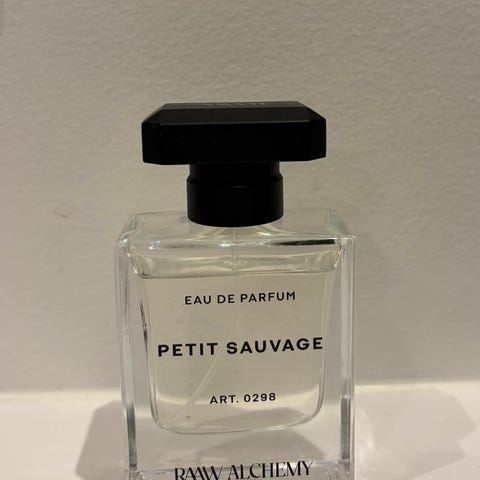 EAU DE PARFUM
PETIT SAUVAGE
ART. 0298
RAAW ALCHEMY